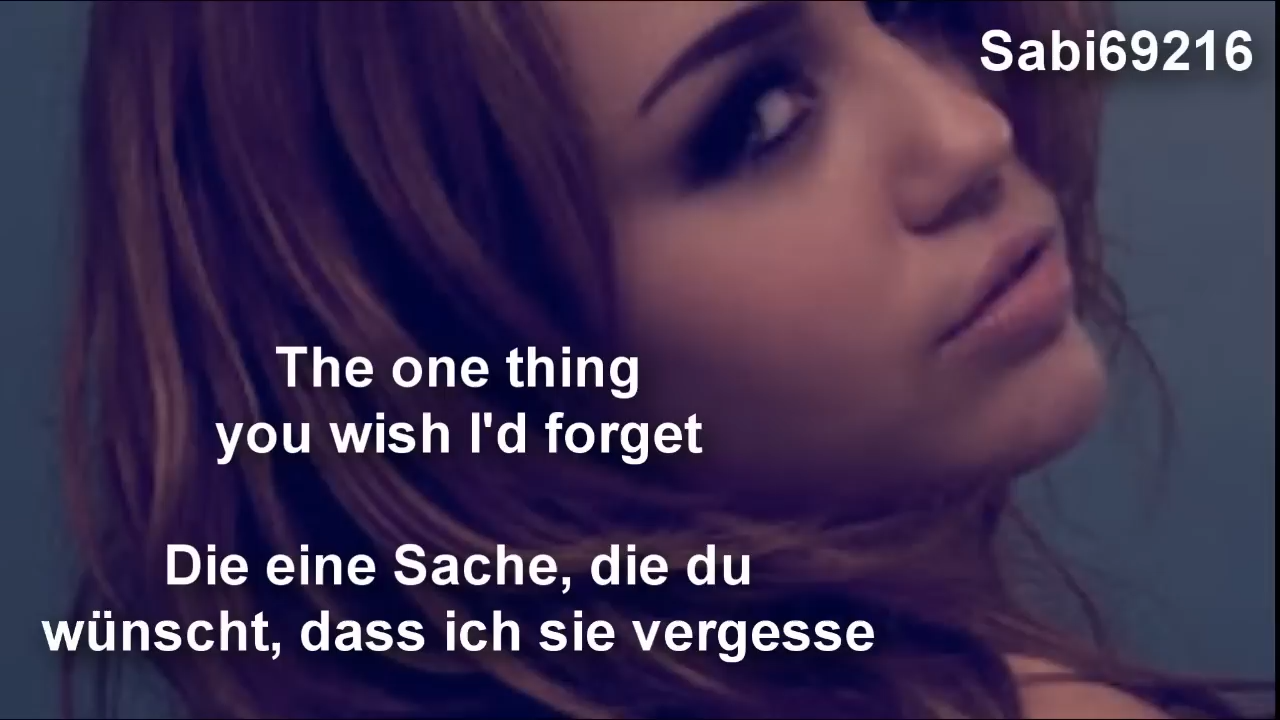 Sabi69216
The one thing
you wish I'd forget
Die eine Sache, die du
wünscht, dass ich sie vergesse